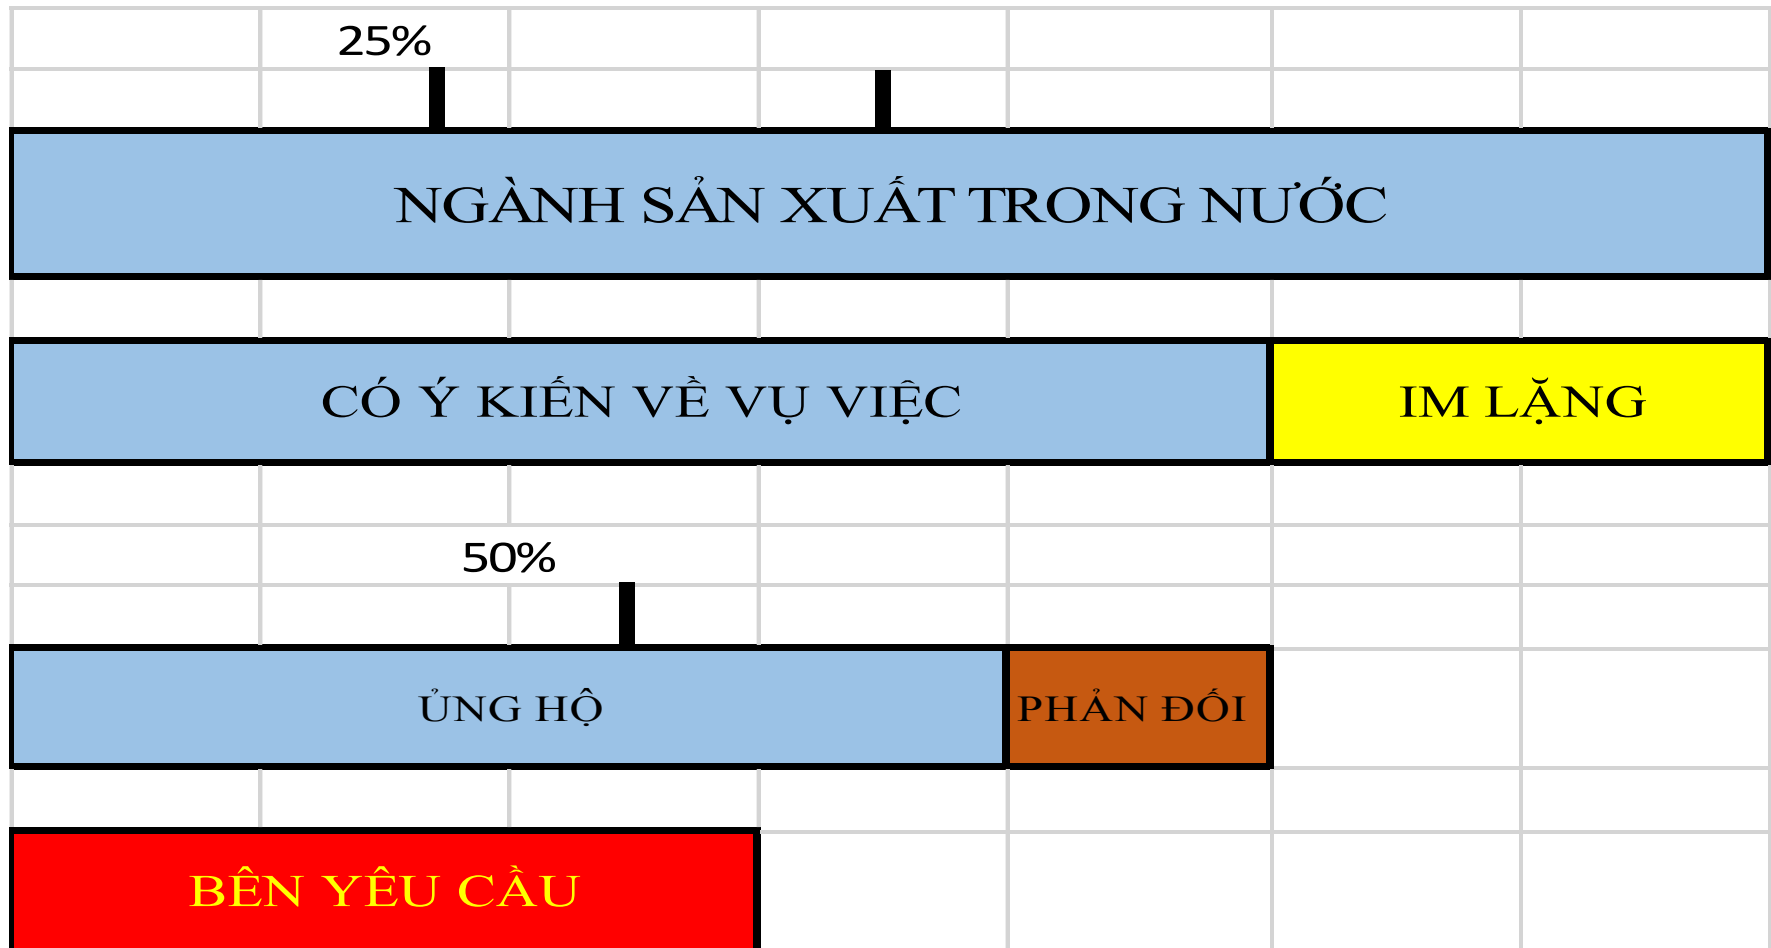 25%
NGÀNH SẢN XUẤT TRONG NƯỚC
CÓ Ý KIẾN VỀ VỤ VIỆC
IM LẶNG
50%
ỦNG HỘ
PHẢN ĐỐI
BÊN YÊU CẦU